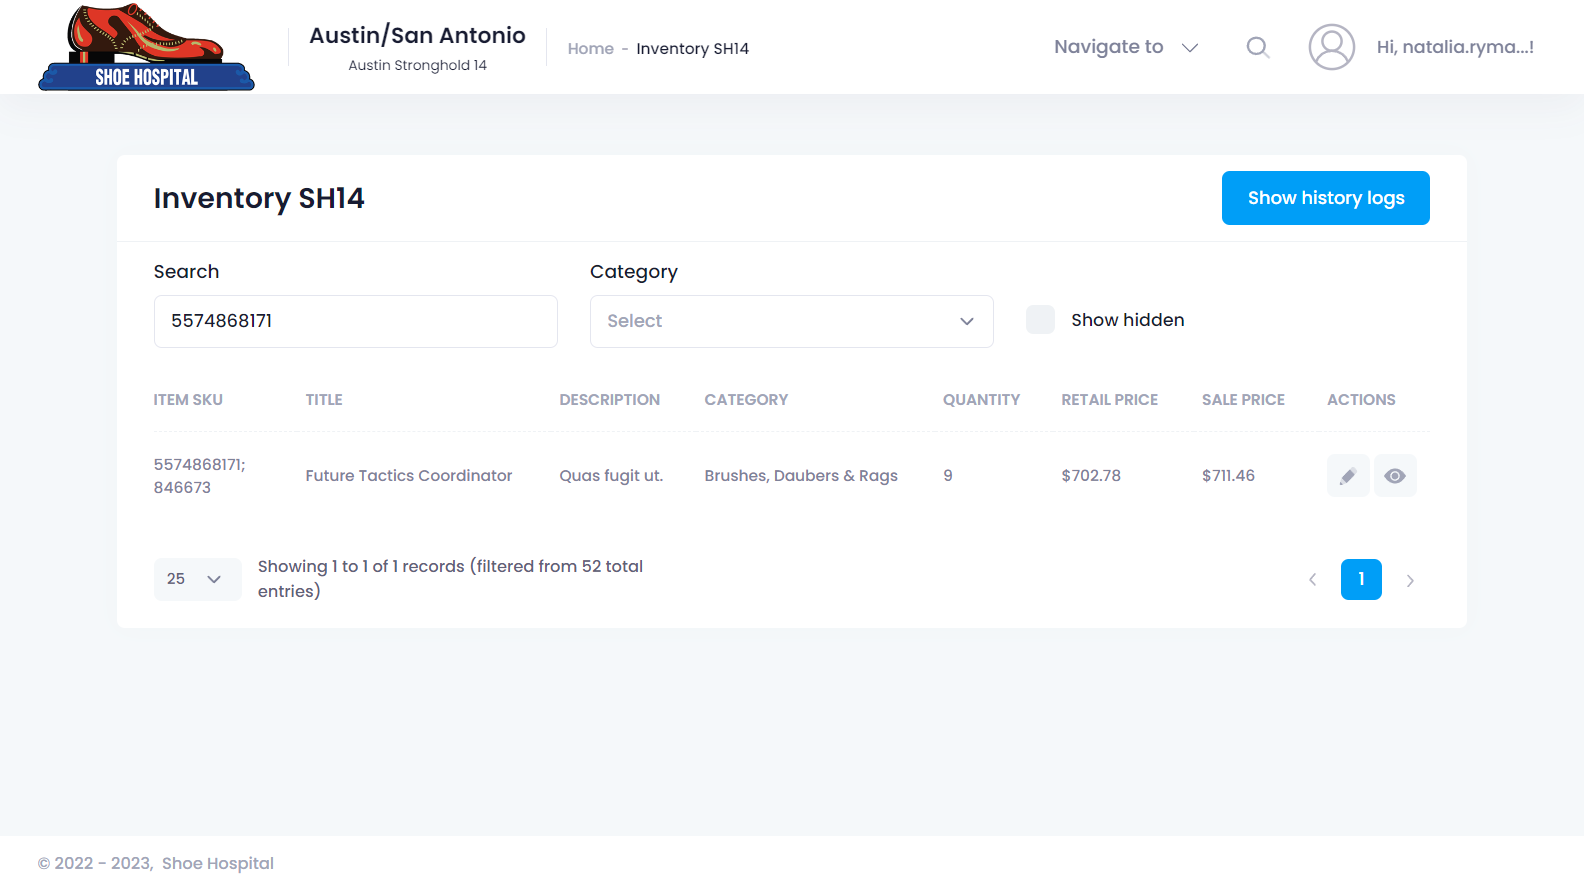 SHOE HOSPITAL
Austin/San Antonio
Austin Stronghold 14
Home - Inventory SH14
Navigate to
Hi, natalia.ryma...!
Inventory SH14
Show history logs
Search
Category
5574868171
Select
Show hidden
ITEM SKU TITLE DESCRIPTION CATEGORY QUANTITY RETAIL PRICE SALE PRICE ACTIONS
5574868171;
846673
Future Tactics Coordinator Quas fugit ut. Brushes, Daubers & Rags 9 $702.78 $711.46
25
Showing 1 to 1 of 1 records (filtered from 52 total
entries)
1
© 2022 - 2023, Shoe Hospital